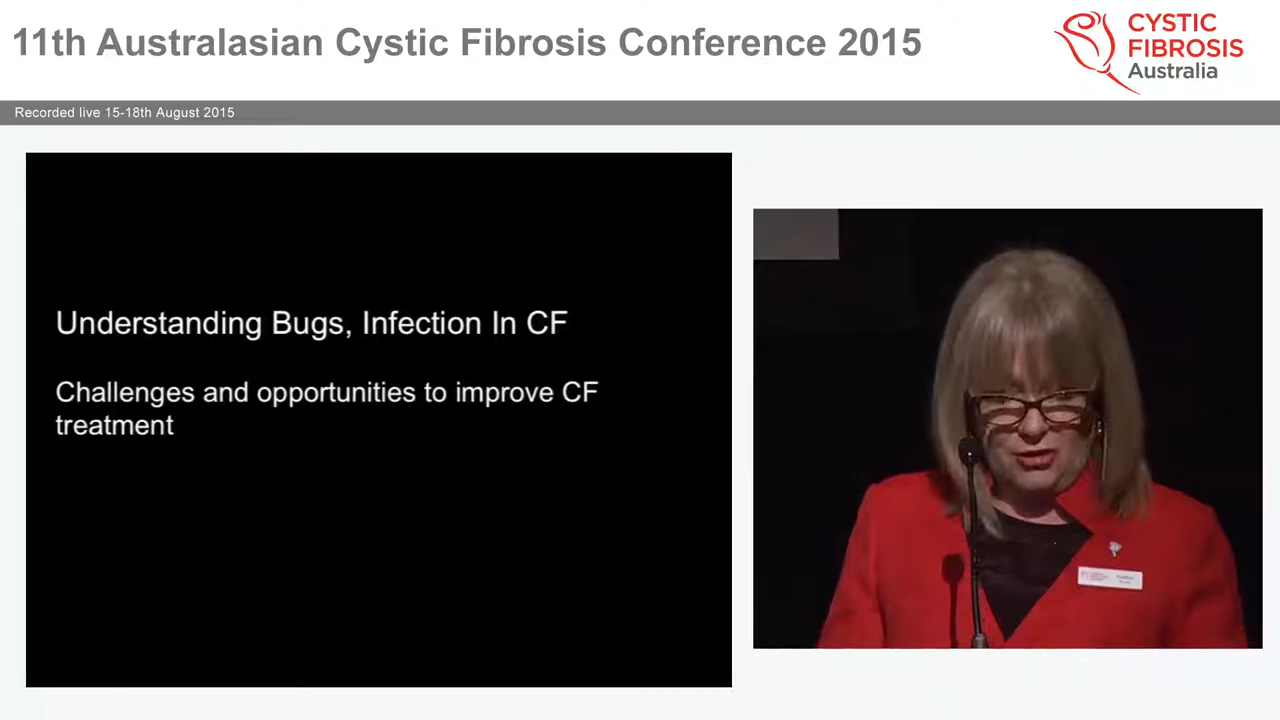 11th Australasian Cystic Fibrosis Conference 2015
CYSTIC
FIBROSIS
Australia
Recorded live 15-18th August 2015
Understanding Bugs, Infection In CF
Challenges and opportunities to improve CF
treatment